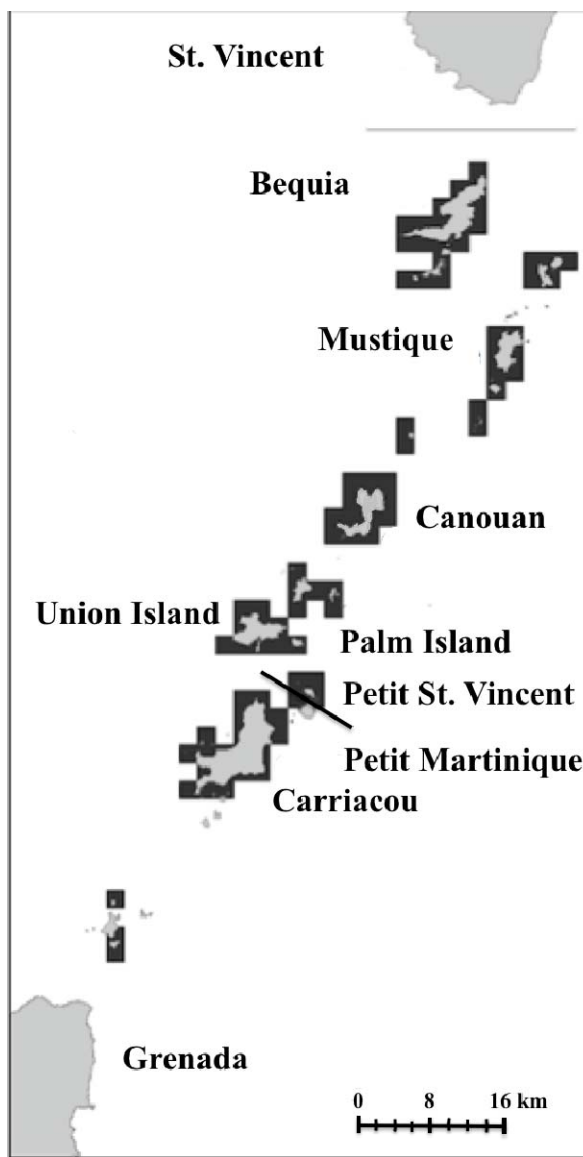 St. Vincent
Bequia
Mustique
Canouan
Union Island
Palm Island
Petit St. Vincent
Petit Martinique
Carriacou
Grenada
0 8 16 km